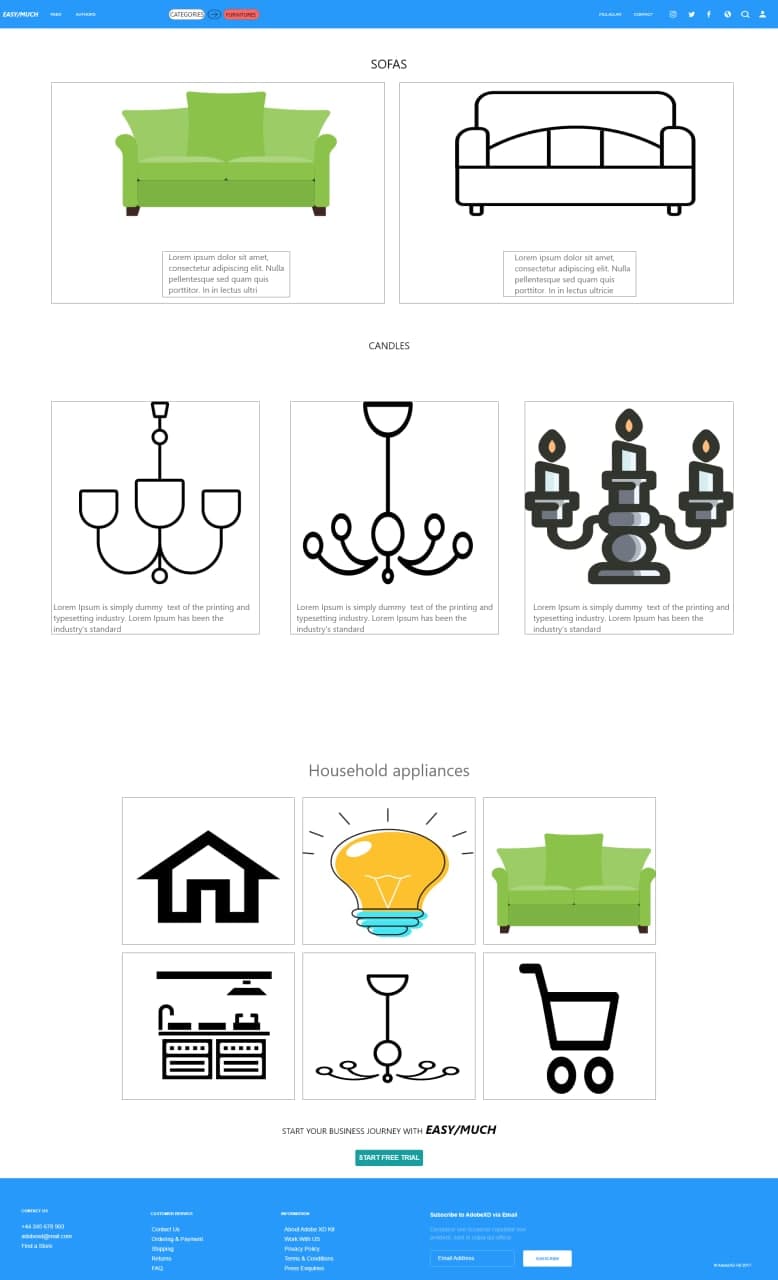 EASY/MUCH
FEED
AUTHORS
CATEGORIES
FURNITURES
CONTACT
SOFAS
Lorem ipsum dolor sit amet,
consectetur adipiscing elit. Nulla
pellentesque sed quam quis
porttitor. In in lectus ultri
Lorem ipsum dolor sit amet,
consectetur adipiscing elit. Nulla
pellentesque sed quam quis
porttitor. In in lectus ultricie
CANDLES
Lorem Ipsum is simply dummy text of the printing and
typesetting industry. Lorem Ipsum has been the
industry's standard
Lorem Ipsum is simply dummy text of the printing and
typesetting industry. Lorem Ipsum has been the
industry's standard
Lorem Ipsum is simply dummy text of the printing and
typesetting industry. Lorem Ipsum has been the
industry's standard
Household appliances
START YOUR BUSINESS JOURNEY WITH EASY/MUCH
START FREE TRIAL
CONTACT US
+44 345 678 903
adobexd@mail.com
Find a Store
CUSTOMER SERVICE
Contact Us
Ordering & Payment
Shipping
Returns
FAQ
INFORMATION
About Adobe XD Kit
Work With US
Privacy Policy
Terms & Conditions
Press Enquiries
Subscribe to AdobeXD via Email
Email Address
SUBSCRIBE